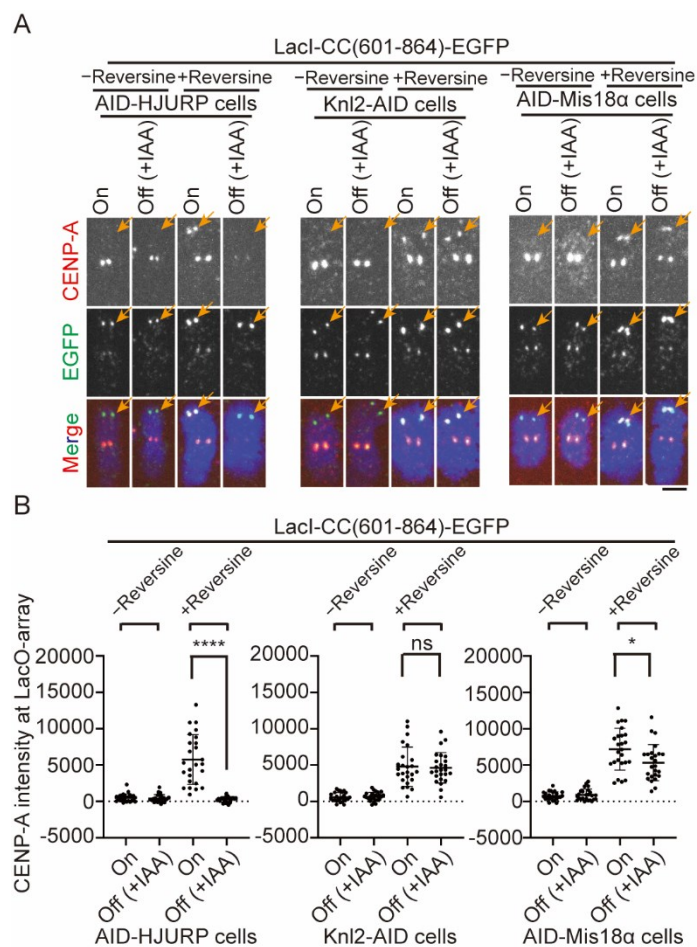 A
LacI-CC(601-864)-EGFP
−Reversine +Reversine −Reversine +Reversine −Reversine +Reversine
AID-HJURP cells Knl2-AID cells AID-Mis18α cells
On Off (+IAA) On Off (+IAA) On Off (+IAA) On Off (+IAA) On Off (+IAA) On Off (+IAA)
CENP-A
EGFP
Merge
B
LacI-CC(601-864)-EGFP
−Reversine +Reversine −Reversine +Reversine −Reversine +Reversine
CENP-A intensity at LacO-array
20000 20000 20000
**** ns *
15000 15000 15000
10000 10000 10000
5000 5000 5000
0 0 0
-5000 -5000 -5000
On Off (+IAA) On Off (+IAA) On Off (+IAA) On Off (+IAA) On Off (+IAA) On Off (+IAA)
AID-HJURP cells Knl2-AID cells AID-Mis18α cells